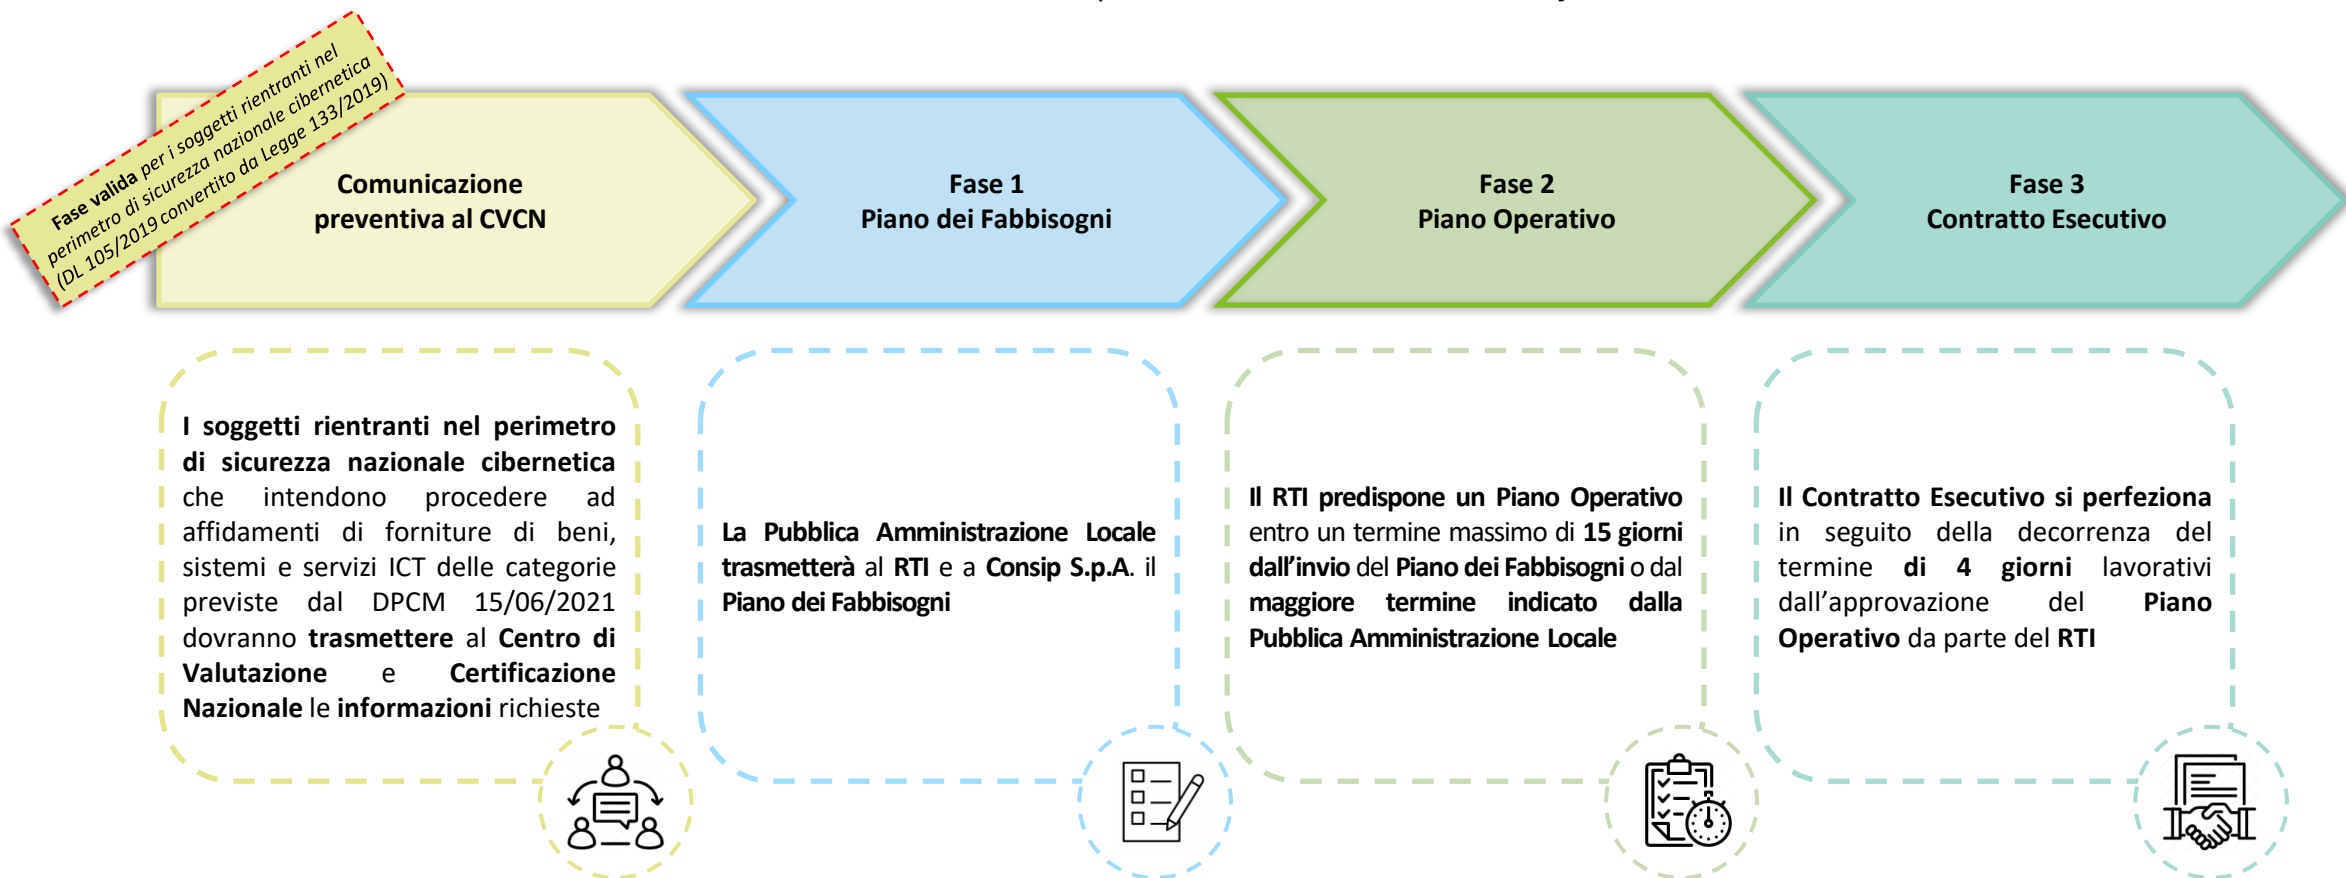 Fase valida per i soggetti rientranti nel
perimetro di sicurezza nazionale cibernetica
(DL 105/2019 convertito da Legge 133/2019)
Comunicazione
preventiva al CVCN
Fase 1
Piano dei Fabbisogni
Fase 2
Piano Operativo
Fase 3
Contratto Esecutivo
I soggetti rientranti nel perimetro
di sicurezza nazionale cibernetica
che intendono procedere ad
affidamenti di forniture di beni,
sistemi e servizi ICT delle categorie
previste dal DPCM 15/06/2021
dovranno trasmettere al Centro di
Valutazione e Certificazione
Nazionale le informazioni richieste
La Pubblica Amministrazione Locale
trasmetterà al RTI e a Consip S.p.A. il
Piano dei Fabbisogni
Il RTI predispone un Piano Operativo
entro un termine massimo di 15 giorni
dall’invio del Piano dei Fabbisogni o dal
maggiore termine indicato dalla
Pubblica Amministrazione Locale
Il Contratto Esecutivo si perfeziona
in seguito della decorrenza del
termine di 4 giorni lavorativi
dall’approvazione del Piano
Operativo da parte del RTI